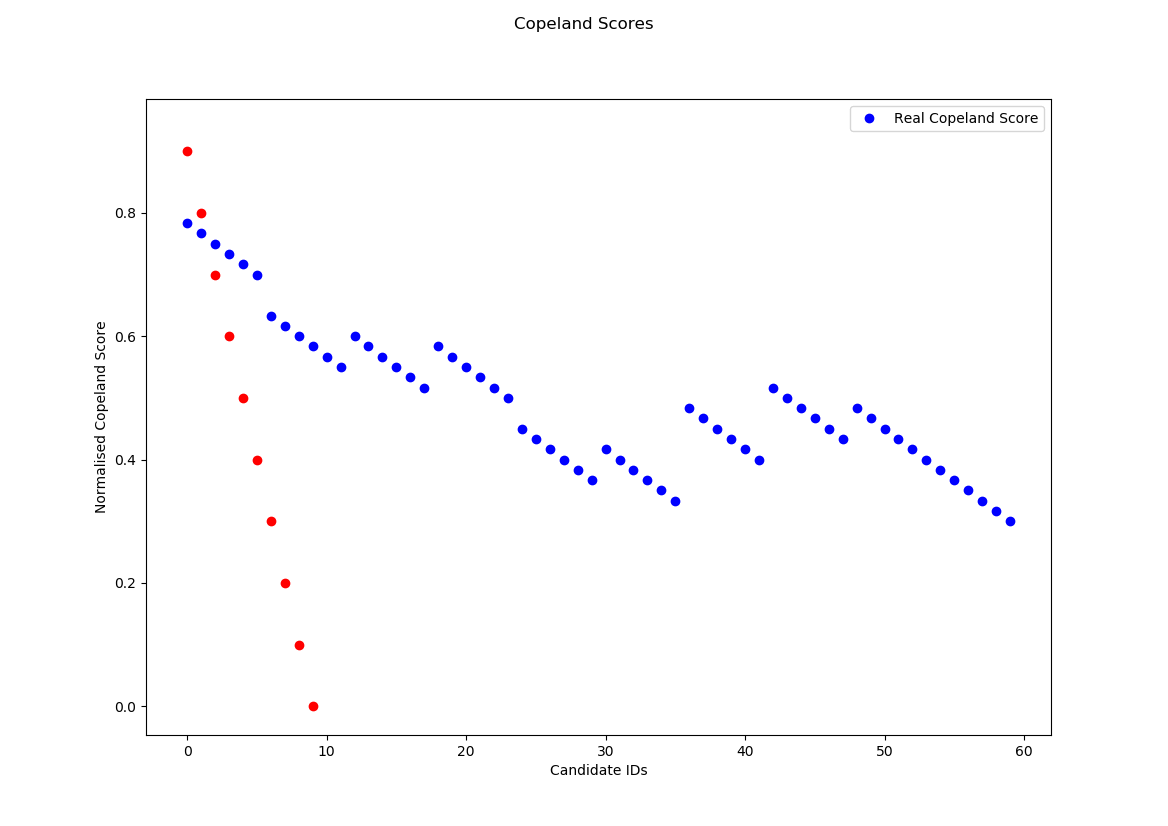 Copeland Scores
Real Copeland Score
Normalised Copeland Score
0.8
0.6
0.4
0.2
0.0
0 10 20 30 40 50 60
Candidate IDs